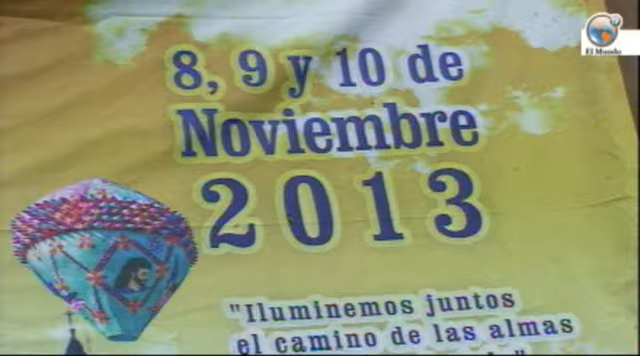 El Mundo
8, 9 y 10 de
Noviembre
2013
"Iluminemos juntos
el camino de las almas